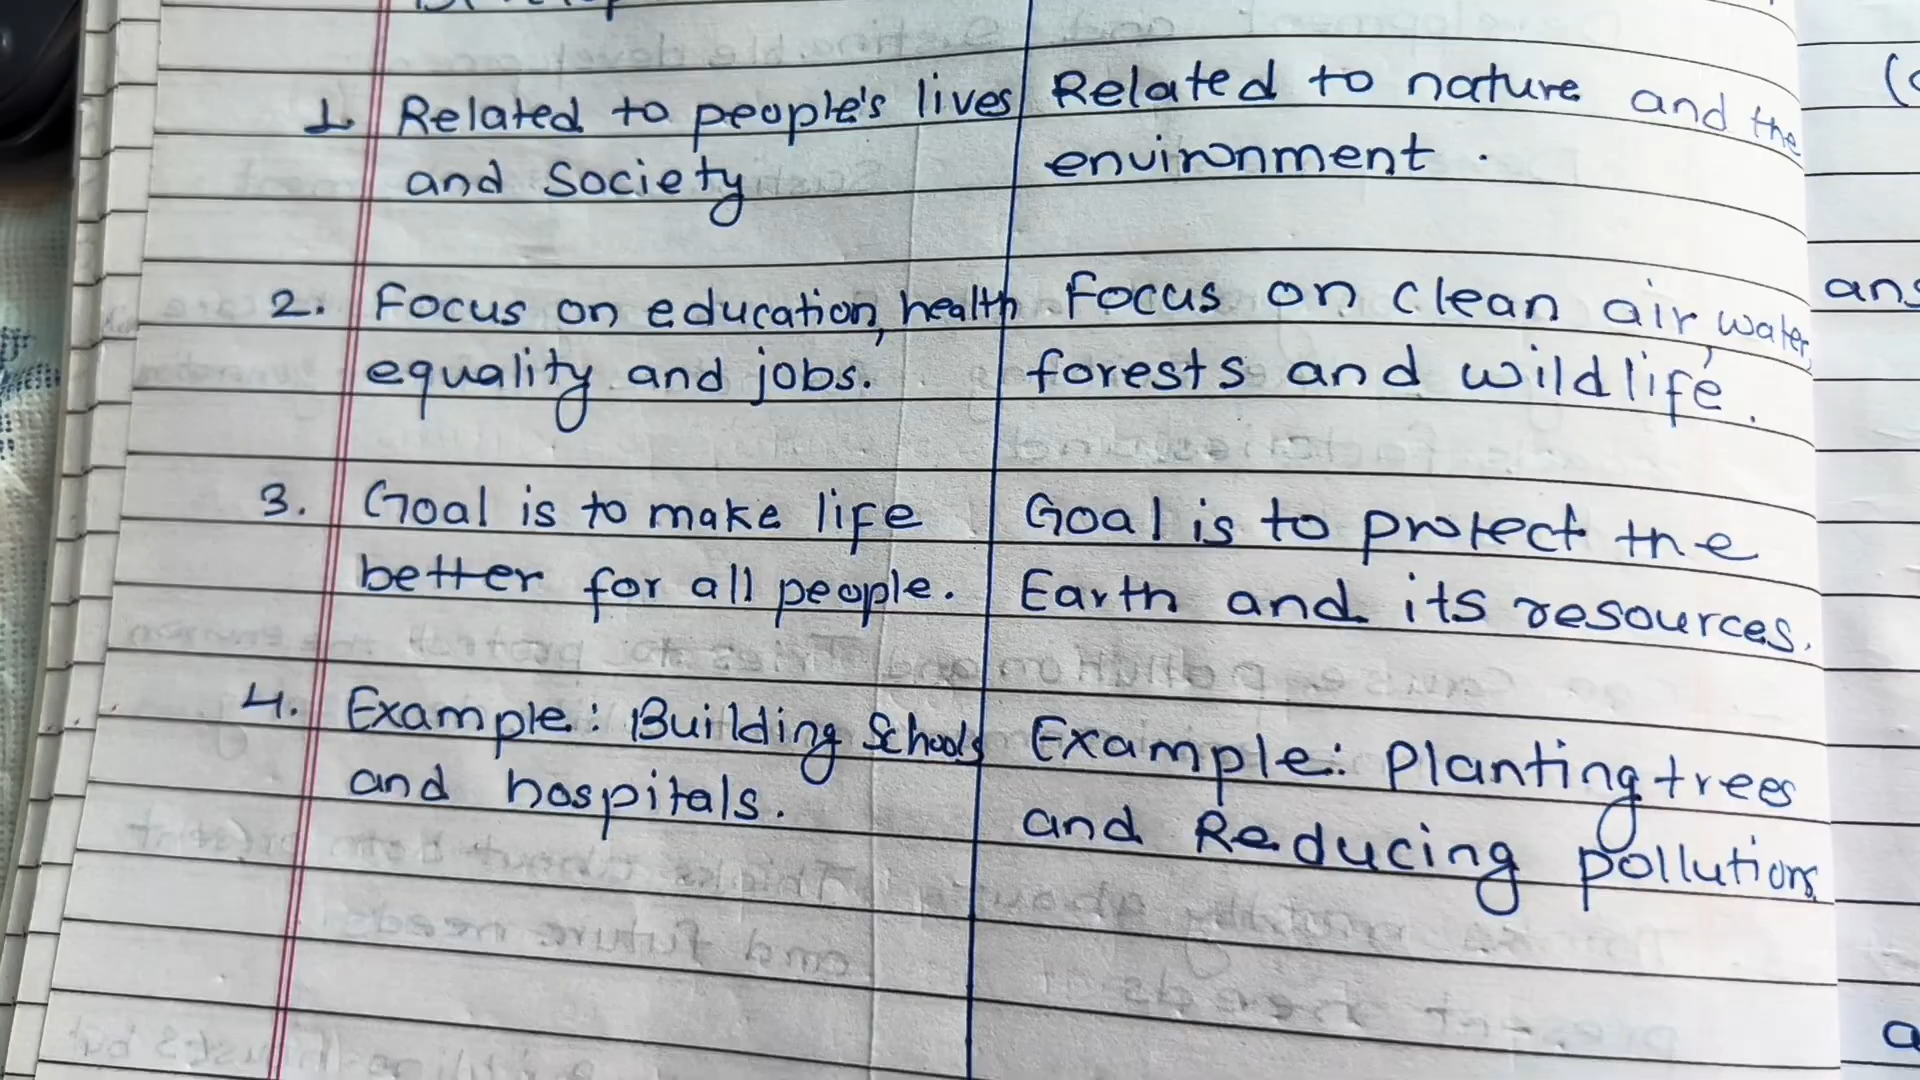 1. Related to people's lives
and Society
Related to nature and the
environment.
2. Focus on education, health
equality and jobs.
Focus on clean air, water,
forests and wildlife.
3. Goal is to make life
better for all people.
Goal is to protect the
Earth and its resources.
4. Example: Building Schools
and hospitals.
Example: Planting trees
and Reducing pollution.